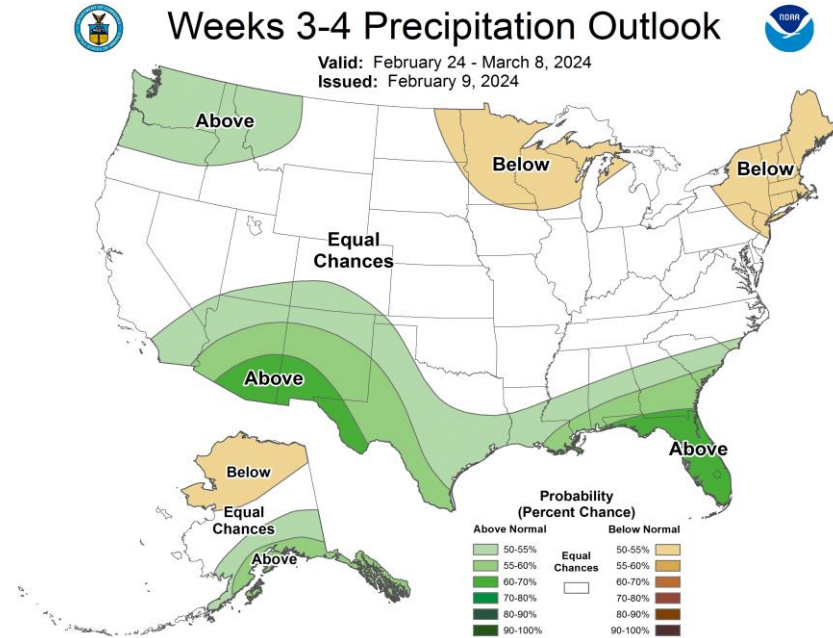 Weeks 3-4 Precipitation Outlook
NOAA
Valid: February 24 - March 8, 2024
Issued: February 9, 2024
Above
Below
Below
Equal
Chances
Above
Above
Below
Equal
Chances
Above
Probability
(Percent Chance)
Above Normal
Below Normal
50-55%
55-60%
60-70%
70-80%
80-90%
90-100%
Equal
Chances
50-55%
55-60%
60-70%
70-80%
80-90%
90-100%